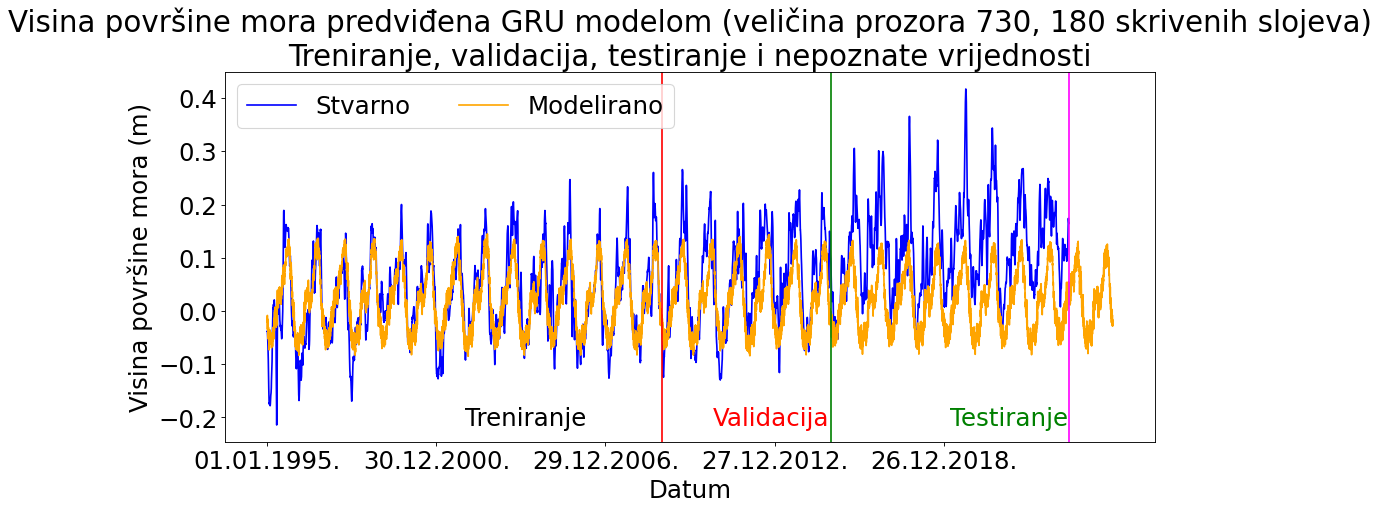 Visina površine mora predviđena GRU modelom (veličina prozora 730, 180 skrivenih slojeva)
Treniranje, validacija, testiranje i nepoznate vrijednosti
Stvarno Modelirano
Visina površine mora (m)
0.4
0.3
0.2
0.1
0.0
−0.1
−0.2
Treniranje Validacija Testiranje
01.01.1995. 30.12.2000. 29.12.2006. 27.12.2012. 26.12.2018.
Datum